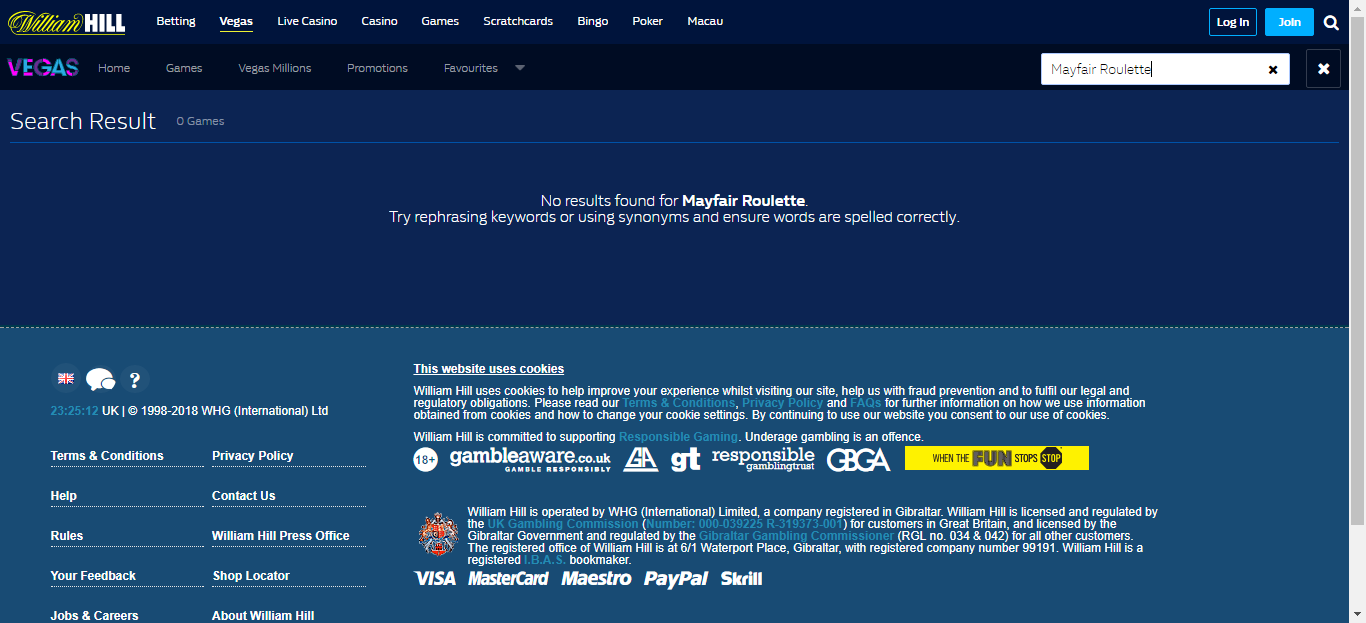 William HILL Betting Vegas Live Casino Casino Games Scratchcards Bingo Poker Macau Log In Join
VEGAS Home Games Vegas Millions Promotions Favourites Mayfair Roulette
Search Result 0 Games
No results found for Mayfair Roulette.
Try rephrasing keywords or using synonyms and ensure words are spelled correctly.
23:25:12 UK | © 1998-2018 WHG (International) Ltd
Terms & Conditions Privacy Policy
Help Contact Us
Rules William Hill Press Office
Your Feedback Shop Locator
Jobs & Careers About William Hill
This website uses cookies
William Hill uses cookies to help improve your experience whilst visiting our site, help us with fraud prevention and to fulfil our legal and
regulatory obligations. Please read our Terms & Conditions, Privacy Policy and FAQs for further information on how we use information
obtained from cookies and how to change your cookie settings. By continuing to use our website you consent to our use of cookies.
William Hill is committed to supporting Responsible Gaming. Underage gambling is an offence.
18+ gambleaware.co.uk GA gt responsible GBGA WHEN THE FUN STOPS STOP
GAMBLE RESPONSIBLY gamblingtrust
William Hill is operated by WHG (International) Limited, a company registered in Gibraltar. William Hill is licensed and regulated by
the UK Gambling Commission (Number: 000-039225 R-319373-001) for customers in Great Britain, and licensed by the
Gibraltar Government and regulated by the Gibraltar Gambling Commissioner (RGL no. 034 & 042) for all other customers.
The registered office of William Hill is at 6/1 Waterport Place, Gibraltar, with registered company number 99191. William Hill is a
registered I.B.A.S. bookmaker.
VISA MasterCard Maestro PayPal Skrill